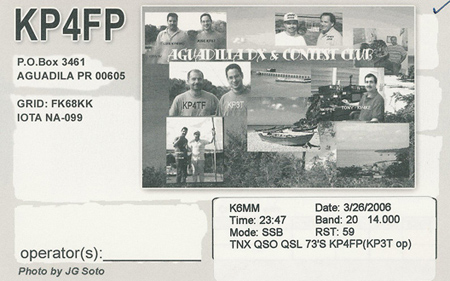 KP4FP
P.O.Box 3461
AGUADILA PR 00605
GRID: FK68KK
IOTA NA-099
AGUADILLA DX & CONTEST CLUB
KP4TF
KP3T
K6MM Date: 3/26/2006
Time: 23:47 Band: 20 14.000
Mode: SSB RST: 59
TNX QSO QSL 73'S KP4FP(KP3T op)
operator(s):
Photo by JG Soto